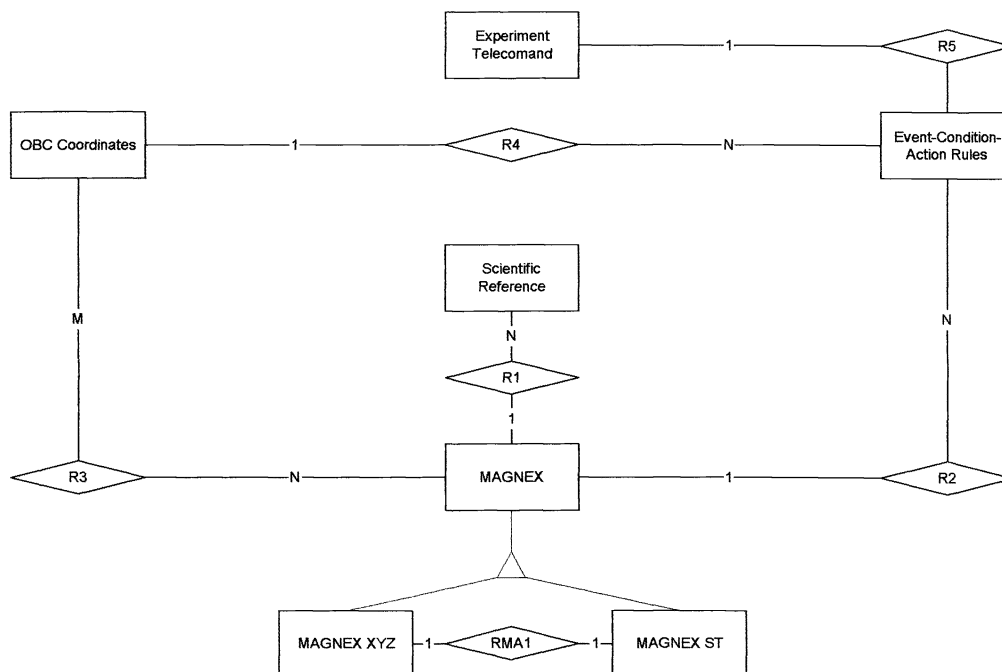 Experiment
Telecomand
1
R5
OBC Coordinates
1
R4
N
Event-Condition-
Action Rules
Scientific
Reference
M
N
N
R1
1
R3
N
MAGNEX
1
R2
MAGNEX XYZ
1
RMA1
1
MAGNEX ST